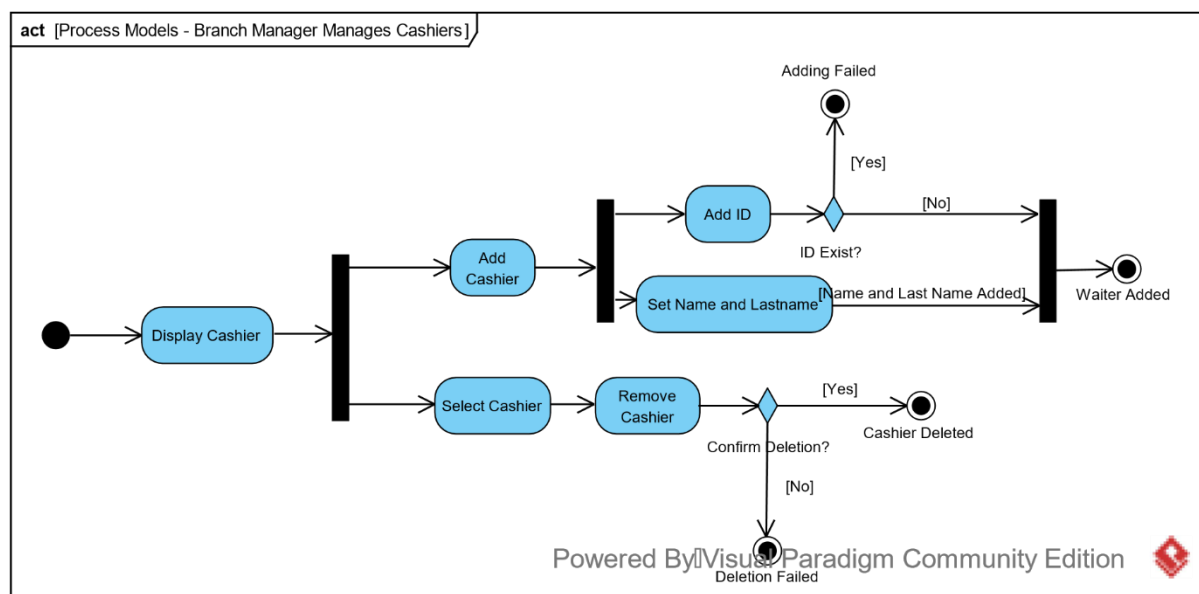 act [Process Models - Branch Manager Manages Cashiers]
Adding Failed
[Yes]
Add ID
[No]
ID Exist?
Add
Cashier
Set Name and Lastname
[Name and Last Name Added]
Waiter Added
Display Cashier
Select Cashier
Remove
Cashier
[Yes]
Confirm Deletion?
Cashier Deleted
[No]
Powered By Visual Paradigm Community Edition
Deletion Failed